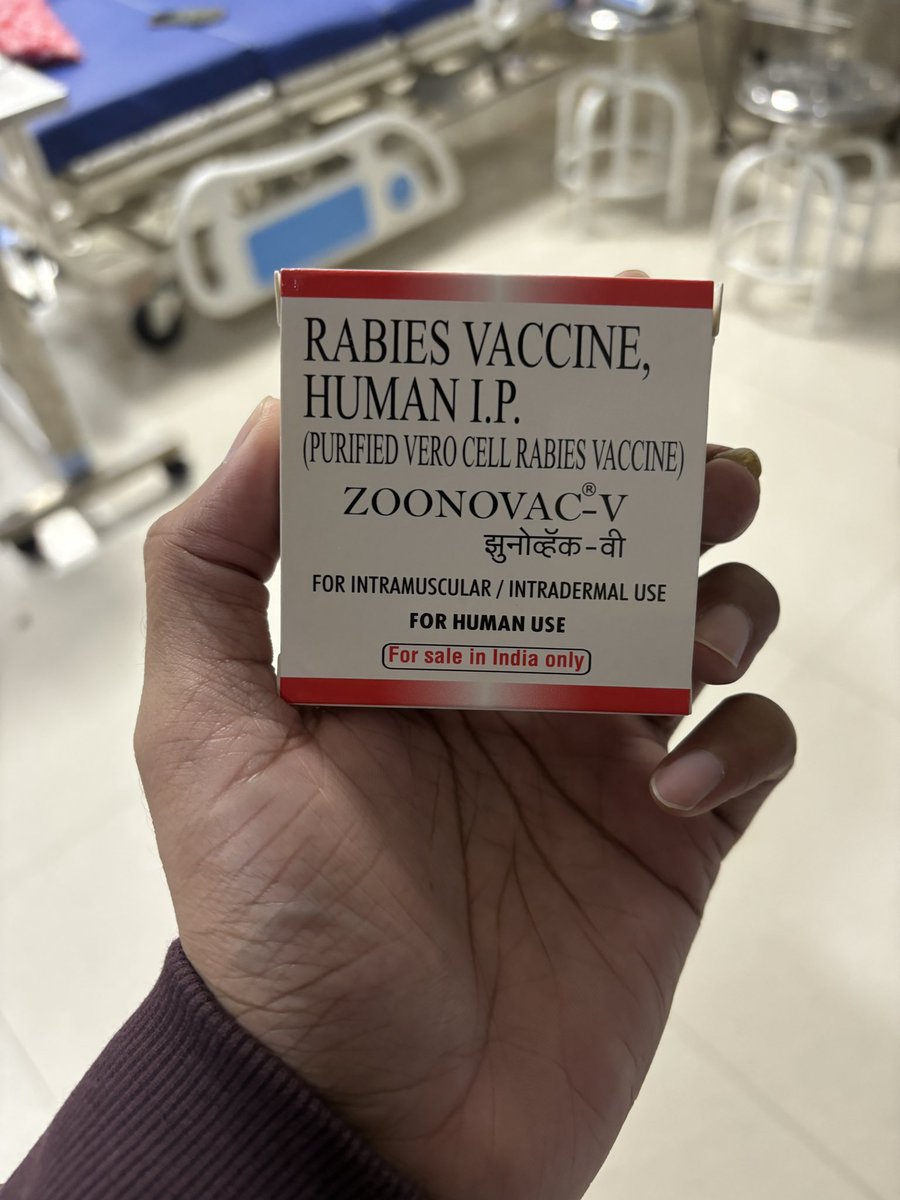 RABIES VACCINE,
HUMAN I.P.
(PURIFIED VERO CELL RABIES VACCINE)
ZOONOVAC®-V
झुनोव्हॅक-वी
FOR INTRAMUSCULAR / INTRADERMAL USE
FOR HUMAN USE
For sale in India only